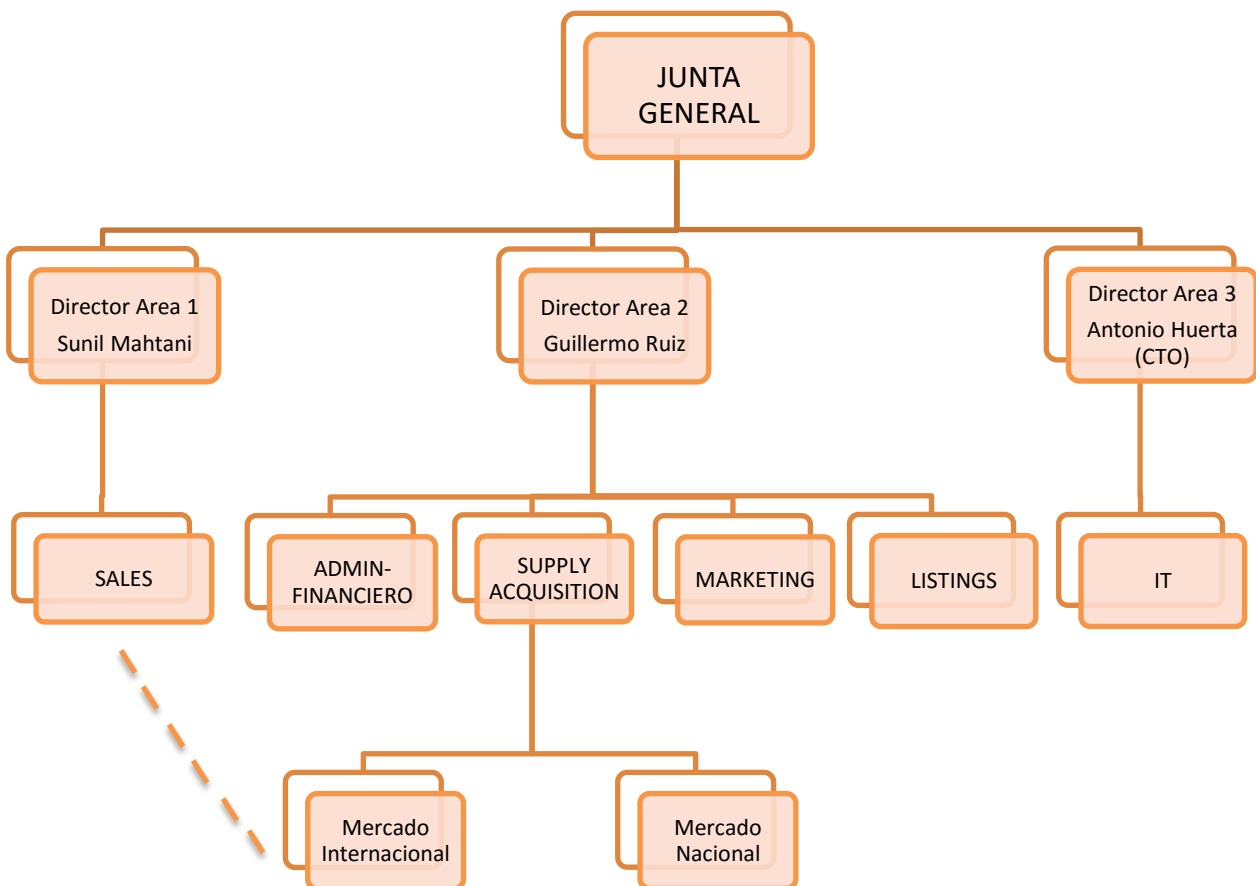 JUNTA
GENERAL
Director Area 1
Sunil Mahtani
Director Area 2
Guillermo Ruiz
Director Area 3
Antonio Huerta
(CTO)
SALES
ADMIN-
FINANCIERO
SUPPLY
ACQUISITION
MARKETING
LISTINGS
IT
Mercado
Internacional
Mercado
Nacional